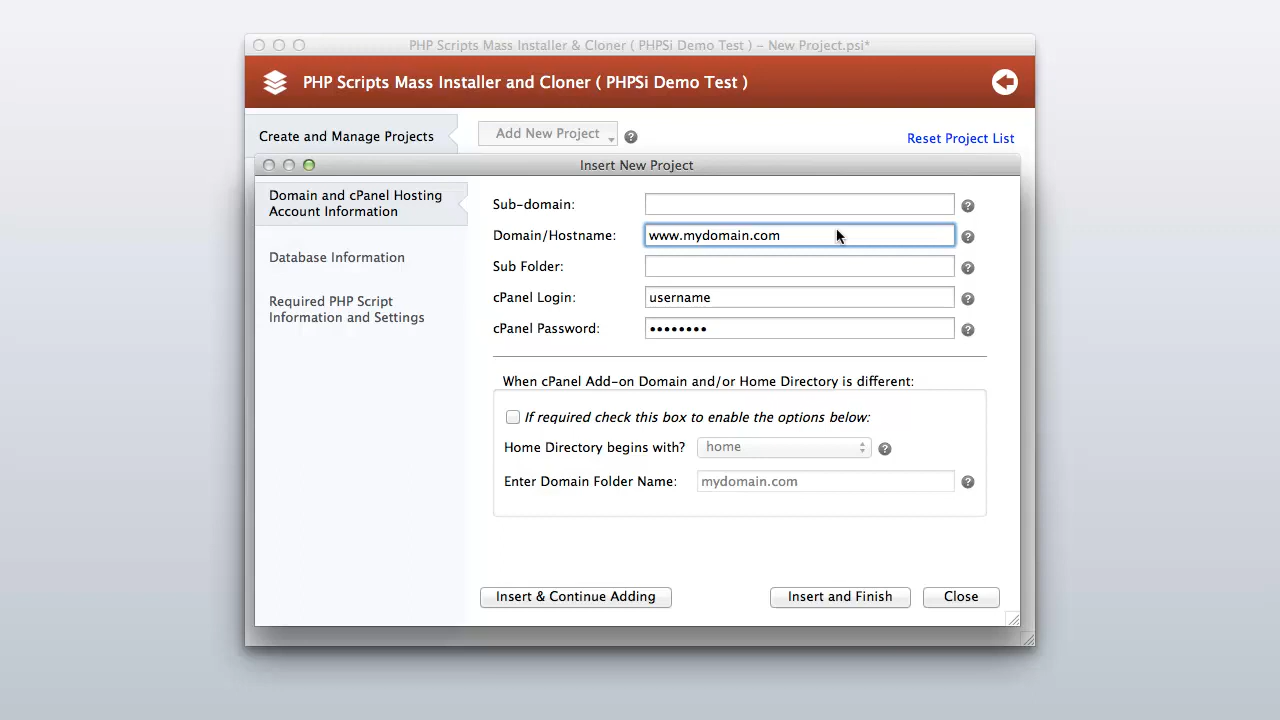 PHP Scripts Mass Installer & Cloner ( PHPSi Demo Test ) – New Project.psi*
PHP Scripts Mass Installer and Cloner ( PHPSi Demo Test )
Create and Manage Projects
Add New Project
?
Reset Project List
Insert New Project
Domain and cPanel Hosting
Account Information
Database Information
Required PHP Script
Information and Settings
Sub-domain:
?
Domain/Hostname: www.mydomain.com
?
Sub Folder:
?
cPanel Login: username
?
cPanel Password: ••••••••
?
When cPanel Add-on Domain and/or Home Directory is different:
If required check this box to enable the options below:
Home Directory begins with? home
?
Enter Domain Folder Name: mydomain.com
?
Insert & Continue Adding
Insert and Finish
Close